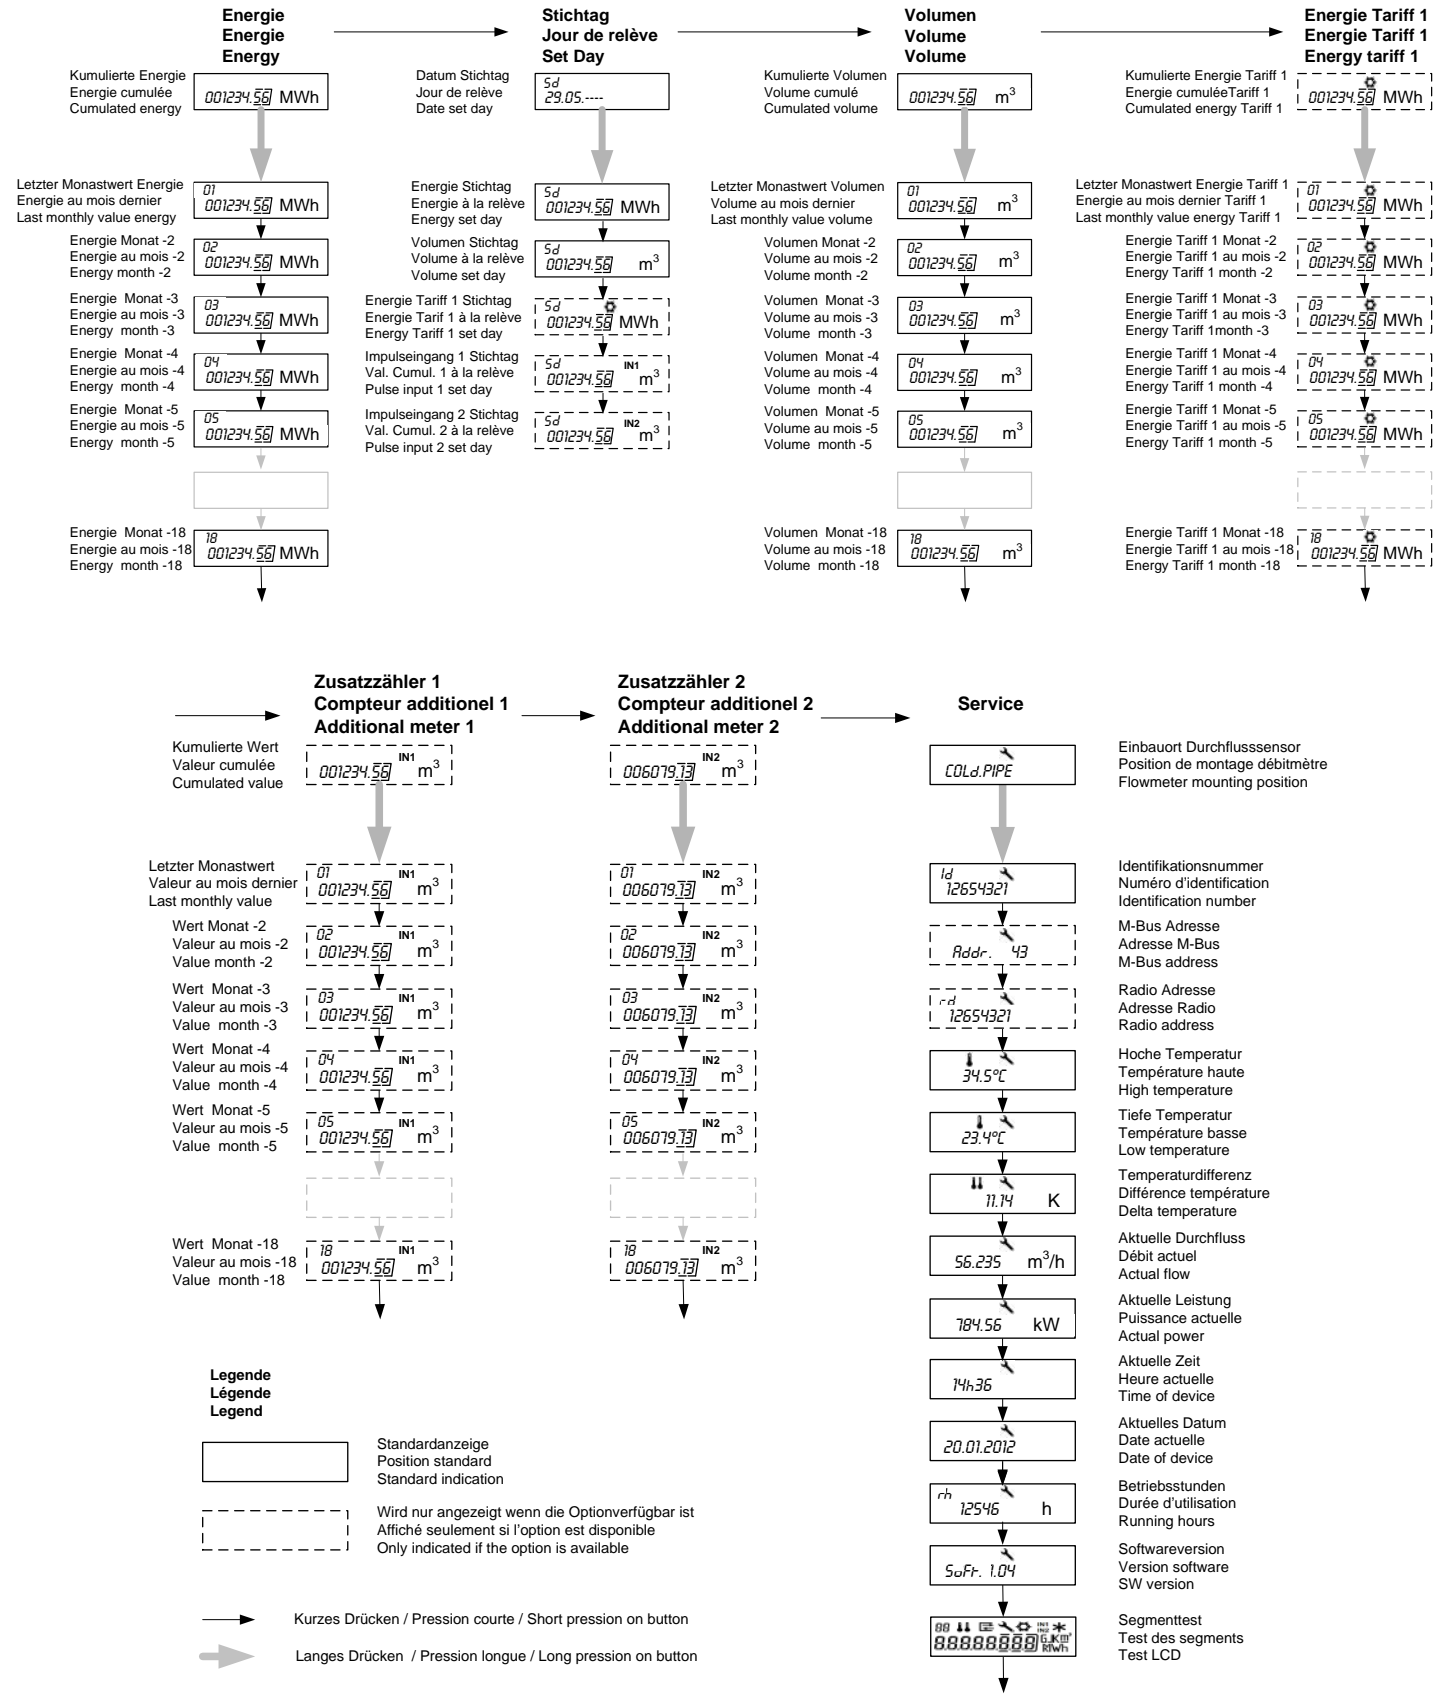 Energie
Energie
Energy
Kumulierte Energie
Energie cumulée
Cumulated energy
001234.56 MWh
Letzter Monastwert Energie
Energie au mois dernier
Last monthly value energy
01
001234.56 MWh
Energie Monat -2
Energie au mois -2
Energy month -2
02
001234.56 MWh
Energie Monat -3
Energie au mois -3
Energy month -3
03
001234.56 MWh
Energie Monat -4
Energie au mois -4
Energy month -4
04
001234.56 MWh
Energie Monat -5
Energie au mois -5
Energy month -5
05
001234.56 MWh
Energie Monat -18
Energie au mois -18
Energy month -18
18
001234.56 MWh
Stichtag
Jour de relève
Set Day
Datum Stichtag
Jour de relève
Date set day
Sd
29.05.----
Energie Stichtag
Energie à la relève
Energy set day
Sd
001234.56 MWh
Volumen Stichtag
Volume à la relève
Volume set day
Sd
001234.56 m³
Energie Tariff 1 Stichtag
Energie Tarif 1 à la relève
Energy Tariff 1 set day
Sd
001234.56 MWh
Impulseingang 1 Stichtag
Val. Cumul. 1 à la relève
Pulse input 1 set day
Sd IN1
001234.56 m³
Impulseingang 2 Stichtag
Val. Cumul. 2 à la relève
Pulse input 2 set day
Sd IN2
001234.56 m³
Volumen
Volume
Volume
Kumulierte Volumen
Volume cumulé
Cumulated volume
001234.56 m³
Letzter Monastwert Volumen
Volume au mois dernier
Last monthly value volume
01
001234.56 m³
Volumen Monat -2
Volume au mois -2
Volume month -2
02
001234.56 m³
Volumen Monat -3
Volume au mois -3
Volume month -3
03
001234.56 m³
Volumen Monat -4
Volume au mois -4
Volume month -4
04
001234.56 m³
Volumen Monat -5
Volume au mois -5
Volume month -5
05
001234.56 m³
Volumen Monat -18
Volume au mois -18
Volume month -18
18
001234.56 m³
Energie Tariff 1
Energie Tariff 1
Energy tariff 1
Kumulierte Energie Tariff 1
Energie cumuléeTariff 1
Cumulated energy Tariff 1
001234.56 MWh
Letzter Monastwert Energie Tariff 1
Energie au mois dernier Tariff 1
Last monthly value energy Tariff 1
01
001234.56 MWh
Energie Tariff 1 Monat -2
Energie Tariff 1 au mois -2
Energy Tariff 1 month -2
02
001234.56 MWh
Energie Tariff 1 Monat -3
Energie Tariff 1 au mois -3
Energy Tariff 1month -3
03
001234.56 MWh
Energie Tariff 1 Monat -4
Energie Tariff 1 au mois -4
Energy Tariff 1 month -4
04
001234.56 MWh
Energie Tariff 1 Monat -5
Energie Tariff 1 au mois -5
Energy Tariff 1 month -5
05
001234.56 MWh
Energie Tariff 1 Monat -18
Energie Tariff 1 au mois -18
Energy Tariff 1 month -18
18
001234.56 MWh
Zusatzzähler 1
Compteur additionel 1
Additional meter 1
Kumulierte Wert
Valeur cumulée
Cumulated value
IN1
001234.56 m³
Letzter Monastwert
Valeur au mois dernier
Last monthly value
01 IN1
001234.56 m³
Wert Monat -2
Valeur au mois -2
Value month -2
02 IN1
001234.56 m³
Wert Monat -3
Valeur au mois -3
Value month -3
03 IN1
001234.56 m³
Wert Monat -4
Valeur au mois -4
Value month -4
04 IN1
001234.56 m³
Wert Monat -5
Valeur au mois -5
Value month -5
05 IN1
001234.56 m³
Wert Monat -18
Valeur au mois -18
Value month -18
18 IN1
001234.56 m³
Zusatzzähler 2
Compteur additionel 2
Additional meter 2
IN2
006079.13 m³
01 IN2
006079.13 m³
02 IN2
006079.13 m³
03 IN2
006079.13 m³
04 IN2
006079.13 m³
05 IN2
006079.13 m³
18 IN2
006079.13 m³
Service
COLd.PIPE
Einbauort Durchflusssensor
Position de montage débitmètre
Flowmeter mounting position
Id
12654321
Identifikationsnummer
Numéro d'identification
Identification number
Addr. 43
M-Bus Adresse
Adresse M-Bus
M-Bus address
rd
12654321
Radio Adresse
Adresse Radio
Radio address
34.5°C
Hoche Temperatur
Température haute
High temperature
23.4°C
Tiefe Temperatur
Température basse
Low temperature
11.14 K
Temperaturdifferenz
Différence température
Delta temperature
56.235 m³/h
Aktuelle Durchfluss
Débit actuel
Actual flow
784.56 kW
Aktuelle Leistung
Puissance actuelle
Actual power
14h36
Aktuelle Zeit
Heure actuelle
Time of device
20.01.2012
Aktuelles Datum
Date actuelle
Date of device
rh
12546 h
Betriebsstunden
Durée d'utilisation
Running hours
SoFt. 1.04
Softwareversion
Version software
SW version
88 IN1
IN2
8.8.8.8.8.8.8.8
Segmenttest
Test des segments
Test LCD
Legende
Légende
Legend
Standardanzeige
Position standard
Standard indication
Wird nur angezeigt wenn die Optionverfügbar ist
Affiché seulement si l'option est disponible
Only indicated if the option is available
Kurzes Drücken / Pression courte / Short pression on button
Langes Drücken / Pression longue / Long pression on button